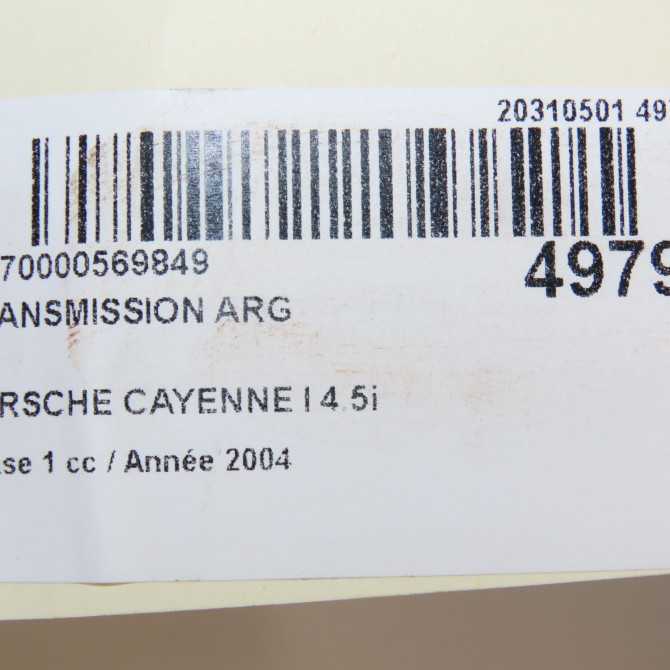 20310501 497
70000569849
4979
ANSMISSION ARG
RSCHE CAYENNE I 4.5i
se 1 cc / Année 2004